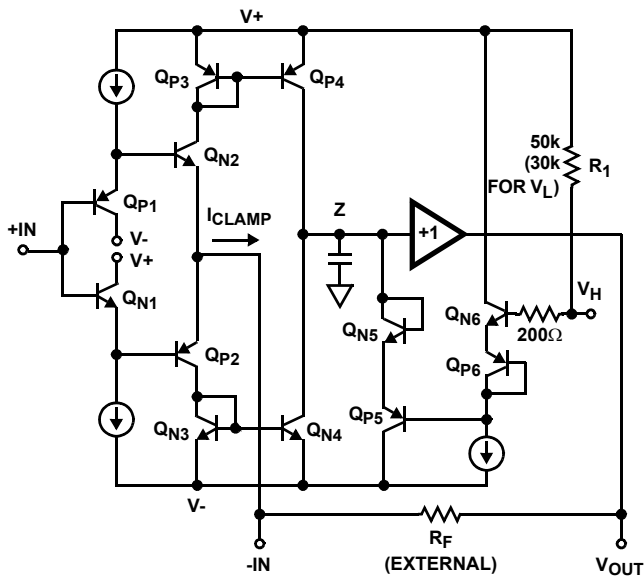 V+
QP3
QP4
QN2
50k
(30k
FOR VL)
R1
QP1
ICLAMP
Z
+1
+IN
V-
V+
VH
QN1
QN6
200Ω
QN5
QP2
QP6
QP5
QN3
QN4
V-
RF
-IN
(EXTERNAL)
VOUT